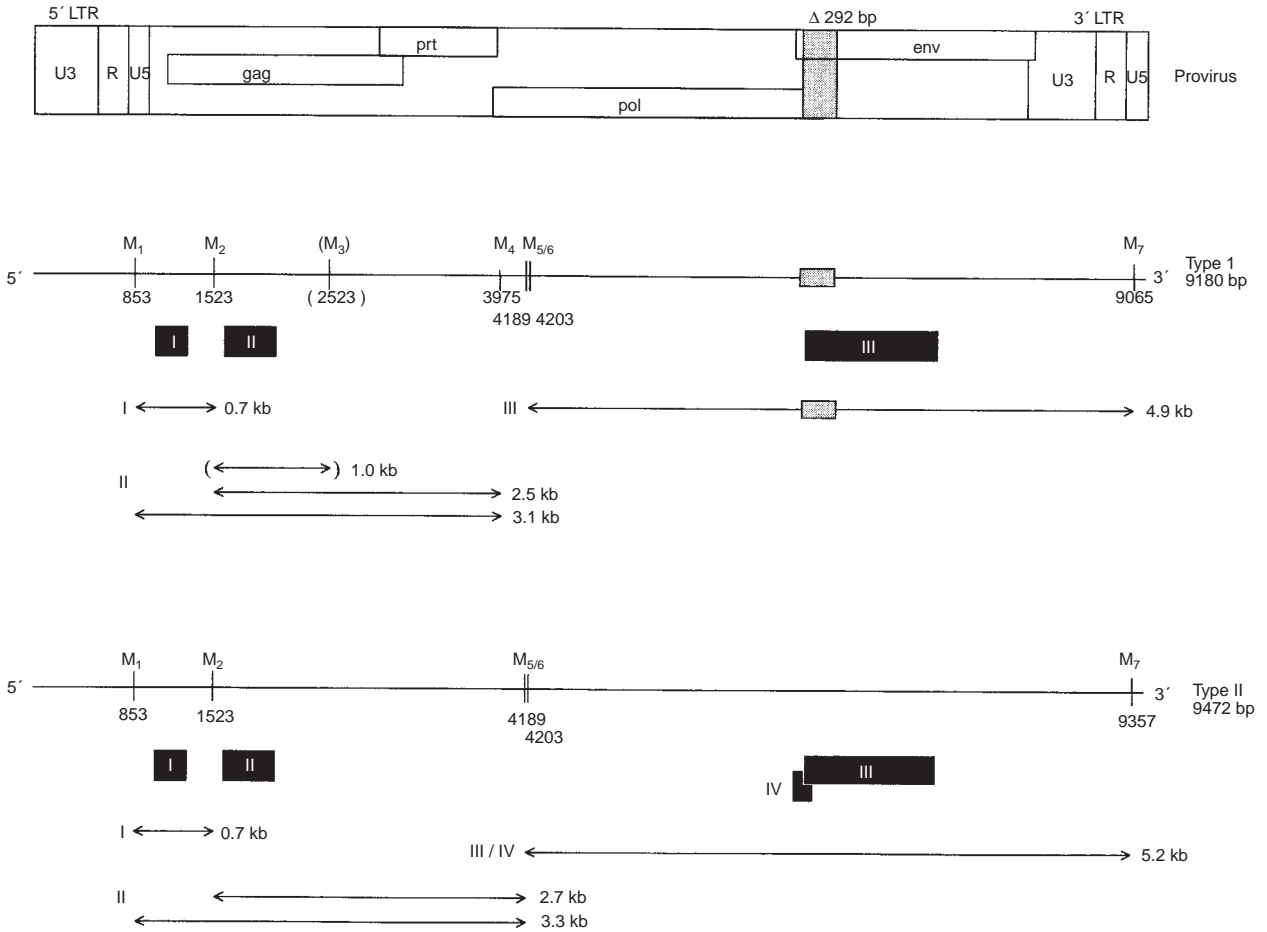 5´ LTR Δ 292 bp 3´ LTR
prt env
U3 R U5 gag U3 R U5 Provirus
pol
M1 M2 (M3) M4 M5/6 M7
5´ 3´ Type 1
9180 bp
853 1523 ( 2523 ) 3975 9065
4189 4203
I II III
I 0.7 kb III 4.9 kb
( ) 1.0 kb
II
2.5 kb
3.1 kb
M1 M2 M5/6 M7
5´ 3´ Type II
9472 bp
853 1523 4189 9357
4203
I II III
IV
I 0.7 kb
III / IV 5.2 kb
II 2.7 kb
3.3 kb